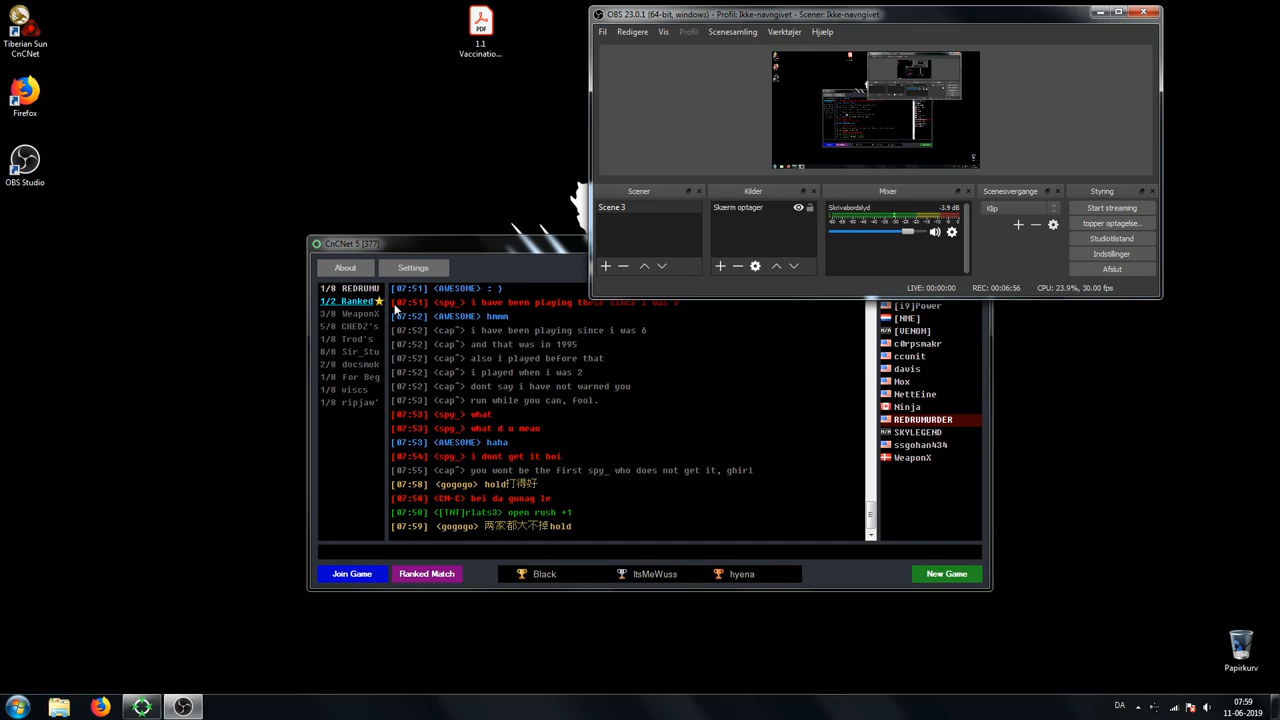 Tiberian Sun
CnCNet
Firefox
OBS Studio
PDF
1.1
Vaccinatio...
OBS 23.0.1 (64-bit, windows) - Profil: Ikke-navngivet - Scener: Ikke-navngivet
Fil Redigere Vis Profil Scenesamling Værktøjer Hjælp
Scener Kilder Mixer Sceneovergange Styring
Scene 3
Skærm optager
Skrivebordslyd -3.9 dB
Klip
Start streaming
topper optagelse..
Studiotilstand
Indstillinger
Afslut
LIVE: 00:00:00 REC: 00:06:56 CPU: 23.9%, 30.00 fps
CnCNet 5 [377]
About Settings
1/8 REDRUMU
1/2 Ranked
3/8 WeaponX
5/8 CHED2's
1/8 Trod's
8/8 Sir_Stu
2/8 docsmok
1/8 For Beg
1/8 viscs
1/8 ripjaw'
[07:51] <AWESOME> : )
[07:51] <spy_> i have been playing these since i was 9
[07:52] <AWESOME> hmmm
[07:52] <cap^> i have been playing since i was 6
[07:52] <cap^> and that was in 1995
[07:52] <cap^> also i played before that
[07:52] <cap^> i played when i was 2
[07:52] <cap^> dont say i have not warned you
[07:53] <cap^> run while you can, fool.
[07:53] <spy_> what
[07:53] <spy_> what d u mean
[07:53] <AWESOME> haha
[07:54] <spy_> i dont get it boi
[07:55] <cap^> you wont be the first spy_ who does not get it, ghirl
[07:58] <gogogo> hold打得好
[07:58] <CN-C> bei da gunag le
[07:58] <[TNT]rlats3> open rush +1
[07:59] <gogogo> 两家都大不掉hold
[i9]Power
[NME]
[VENOM]
c0rpsmakr
ccunit
davis
Mox
NettEine
Ninja
REDRUMURDER
SKYLEGEND
ssgohan434
WeaponX
Join Game Ranked Match Black ItsMeWuss hyena New Game
Papirkurv
DA 07:59
11-06-2019